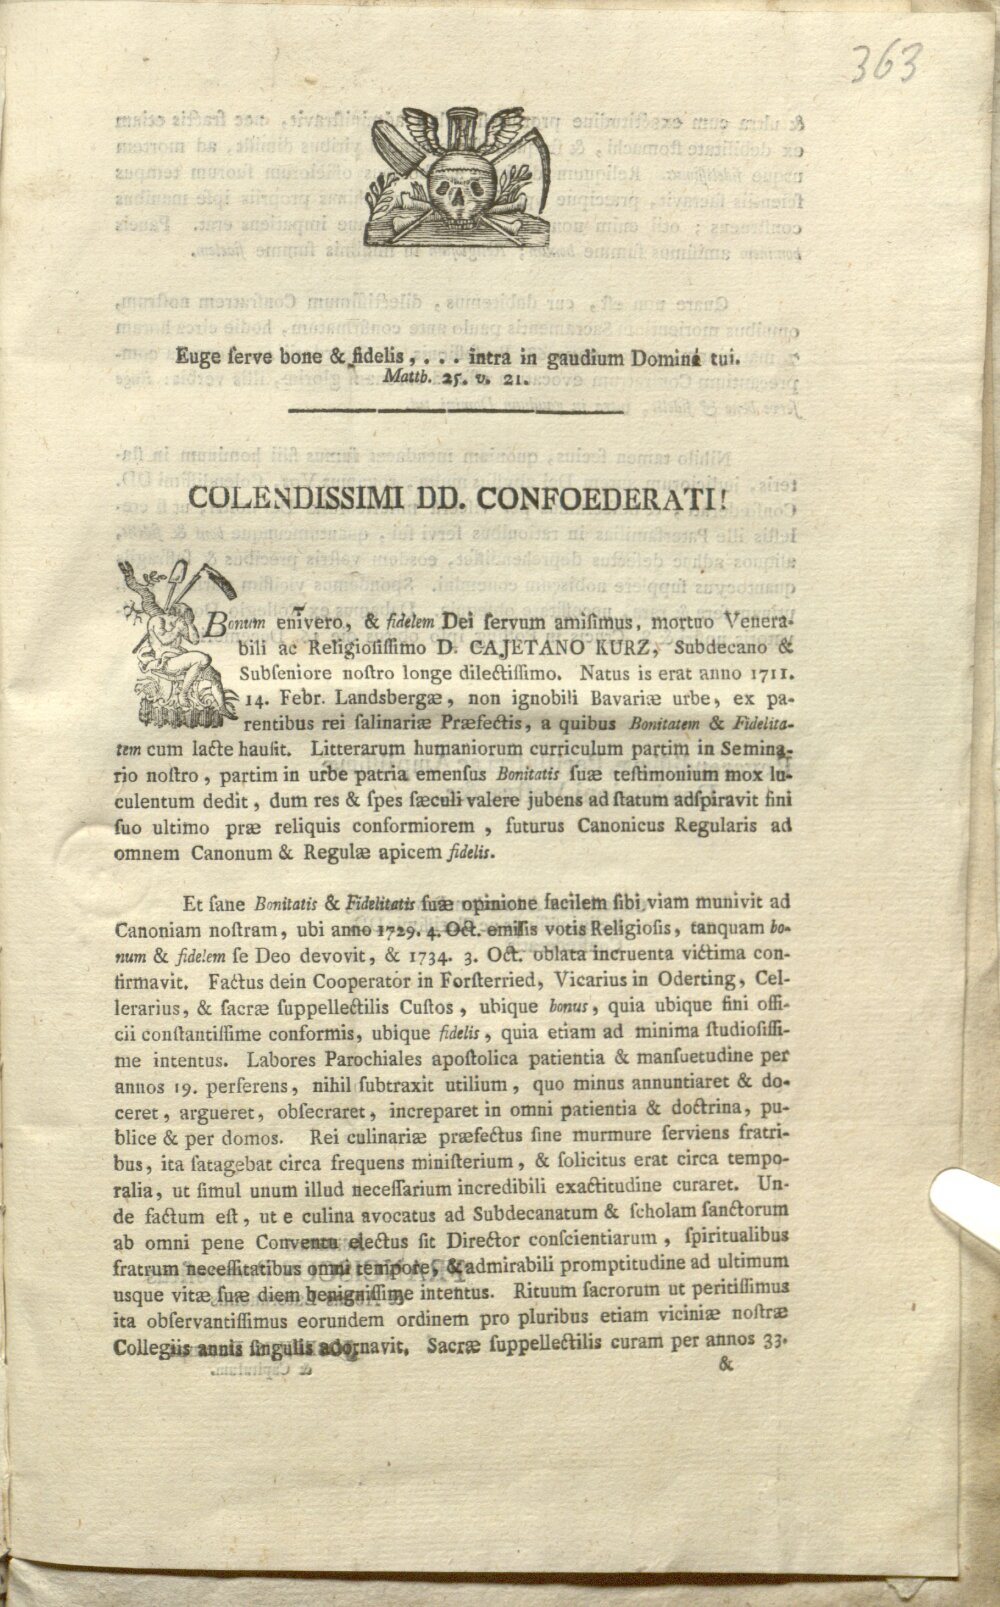 363
Euge ſerve bone & fidelis, . . . intra in gaudium Domini tui.
Matth. 25. v. 21.
COLENDISSIMI DD. CONFOEDERATI!
Bonum enimvero, & fidelem Dei ſervum amiſimus, mortuo Venera-
bili ac Religioſiſſimo D. CAJETANO KURZ, Subdecano &
Subſeniore noſtro longe dilectiſſimo. Natus is erat anno 1711.
14. Febr. Landsbergæ, non ignobili Bavariæ urbe, ex pa-
rentibus rei ſalinariæ Præfectis, a quibus Bonitatem & Fidelita-
tem cum lacte hauſit. Litterarum humaniorum curriculum partim in Semina-
rio noſtro, partim in urbe patria emenſus Bonitatis ſuæ teſtimonium mox lu-
culentum dedit, dum res & ſpes ſæculi valere jubens ad ſtatum adſpiravit fini
ſuo ultimo præ reliquis conformiorem, futurus Canonicus Regularis ad
omnem Canonum & Regulæ apicem fidelis.
Et ſane Bonitatis & Fidelitatis ſuæ opinione facilem ſibi viam munivit ad
Canoniam noſtram, ubi anno 1729. 4. Oct. emiſſis votis Religioſis, tanquam bo-
num & fidelem ſe Deo devovit, & 1734. 3. Oct. oblata incruenta victima con-
firmavit. Factus dein Cooperator in Forſterried, Vicarius in Oderting, Cel-
lerarius, & ſacræ ſuppellectilis Cuſtos, ubique bonus, quia ubique fini offi-
cii conſtantiſſime conformis, ubique fidelis, quia etiam ad minima ſtudioſiſſi-
me intentus. Labores Parochiales apoſtolica patientia & manſuetudine per
annos 19. perferens, nihil ſubtraxit utilium, quo minus annuntiaret & do-
ceret, argueret, obſecraret, increparet in omni patientia & doctrina, pu-
blice & per domos. Rei culinariæ præfectus ſine murmure ſerviens fratri-
bus, ita ſatagebat circa frequens miniſterium, & ſolicitus erat circa tempo-
ralia, ut ſimul unum illud neceſſarium incredibili exactitudine curaret. Un-
de factum eſt, ut e culina avocatus ad Subdecanatum & ſcholam ſanctorum
ab omni pene Conventu electus ſit Director conſcientiarum, ſpiritualibus
fratrum neceſſitatibus omni tempore, & admirabili promptitudine ad ultimum
usque vitæ ſuæ diem benigniſſime intentus. Rituum ſacrorum ut peritiſſimus
ita obſervantiſſimus eorundem ordinem pro pluribus etiam viciniæ noſtræ
Collegiis annis ſingulis adornavit. Sacræ ſuppellectilis curam per annos 33.
&